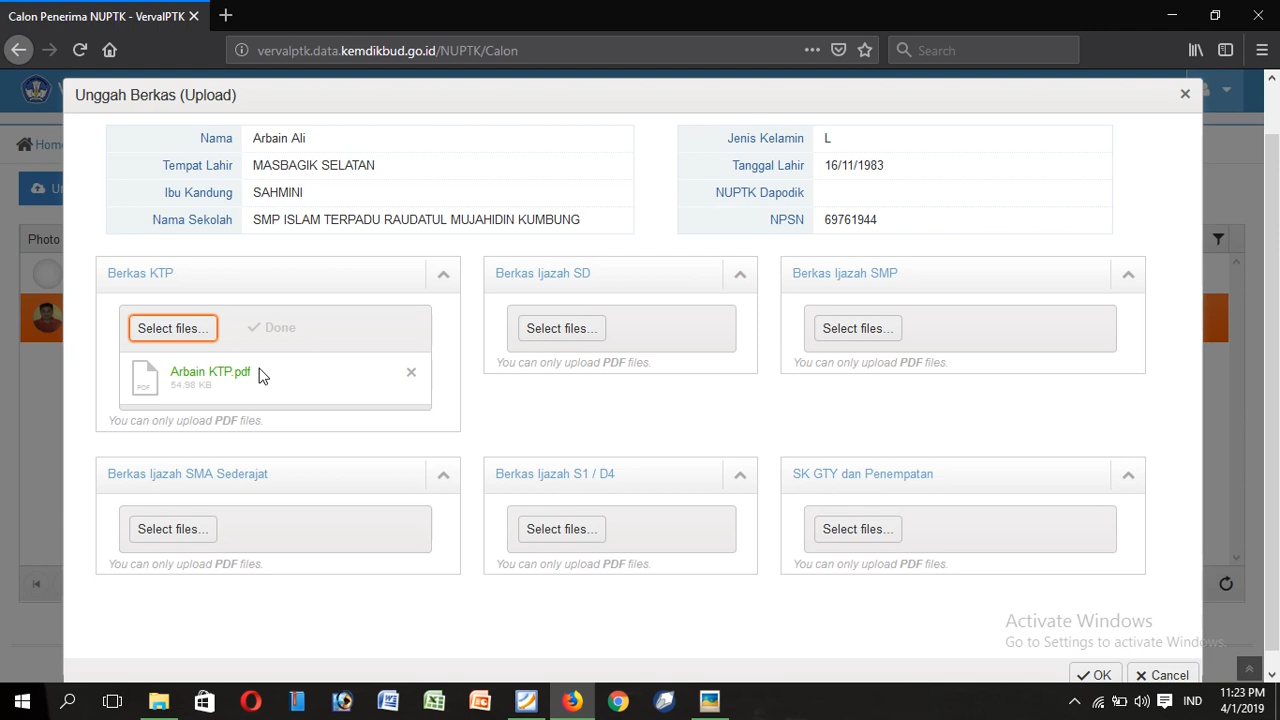 Calon Penerima NUPTK - VervalPTK
vervalptk.data.kemdikbud.go.id/NUPTK/Calon
Search
Unggah Berkas (Upload)
Home
Nama Arbain Ali
Jenis Kelamin L
Tempat Lahir MASBAGIK SELATAN
Tanggal Lahir 16/11/1983
Ibu Kandung SAHMINI
NUPTK Dapodik
Nama Sekolah SMP ISLAM TERPADU RAUDATUL MUJAHIDIN KUMBUNG
NPSN 69761944
Photo
Berkas KTP
Berkas Ijazah SD
Berkas Ijazah SMP
Select files...
Done
Select files...
Select files...
PDF
Arbain KTP.pdf
54.98 KB
You can only upload PDF files.
You can only upload PDF files.
You can only upload PDF files.
Berkas Ijazah SMA Sederajat
Berkas Ijazah S1 / D4
SK GTY dan Penempatan
Select files...
Select files...
Select files...
You can only upload PDF files.
You can only upload PDF files.
You can only upload PDF files.
Activate Windows
Go to Settings to activate Windows.
OK
Cancel
IND
11:23 PM
4/1/2019